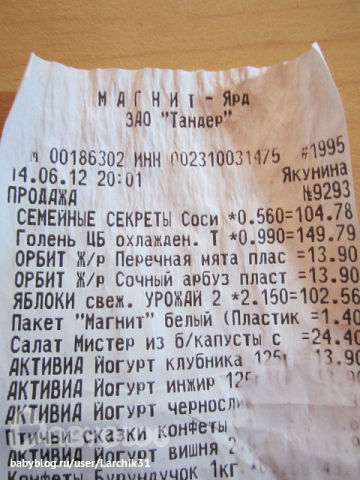 МАГНИТ - Ярд
ЗАО "Тандер"
М 00186302 ИНН 002310031475 #1995
14.06.12 20:01 Якунина
ПРОДАЖА №9293
СЕМЕЙНЫЕ СЕКРЕТЫ Соси *0.560=104.78
Голень ЦБ охлажден. Т *0.990=149.79
ОРБИТ Ж/р Перечная мята плас =13.90
ОРБИТ Ж/р Сочный арбуз пласт =13.90
ЯБЛОКИ свеж. УРОЖАЙ 2 *2.150=102.56
Пакет "Магнит" белый (Пластик =1.40
Салат Мистер из б/капусты с =24.40
АКТИВИА Йогурт клубника 125г =13.90
АКТИВИА Йогурт инжир 125
АКТИВИА Йогурт чернослив
Птичьи сказки конфеты
АКТИВИА Йогурт вишня
Конфеты Бурундучок 1кг *0
babyblog.ru/user/Larchik31